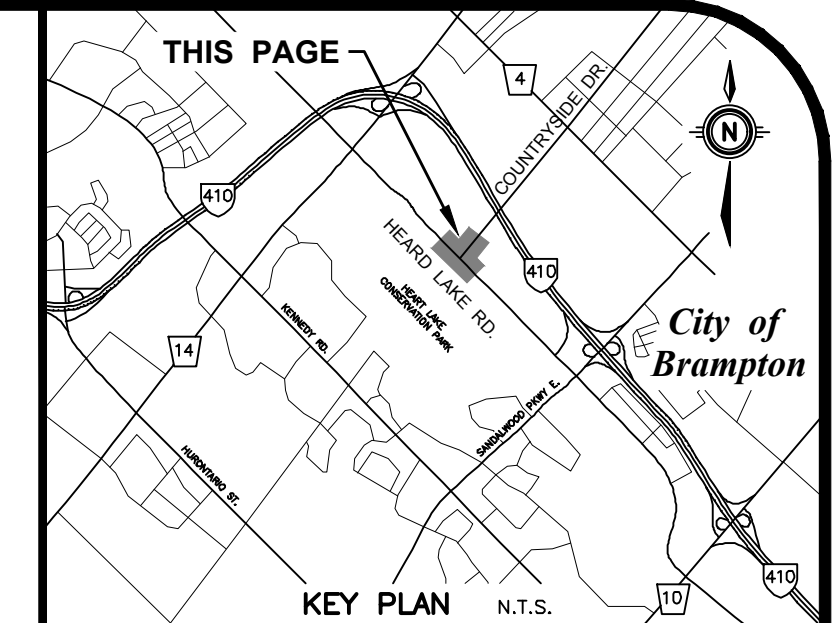 THIS PAGE
4
COUNTRYSIDE DR.
N
410
HEARD LAKE RD.
410
HEART LAKE
CONSERVATION PARK
KENNEDY RD.
City of
Brampton
14
SANDALWOOD PKWY E.
HURONTARIO ST.
410
10
KEY PLAN N.T.S.